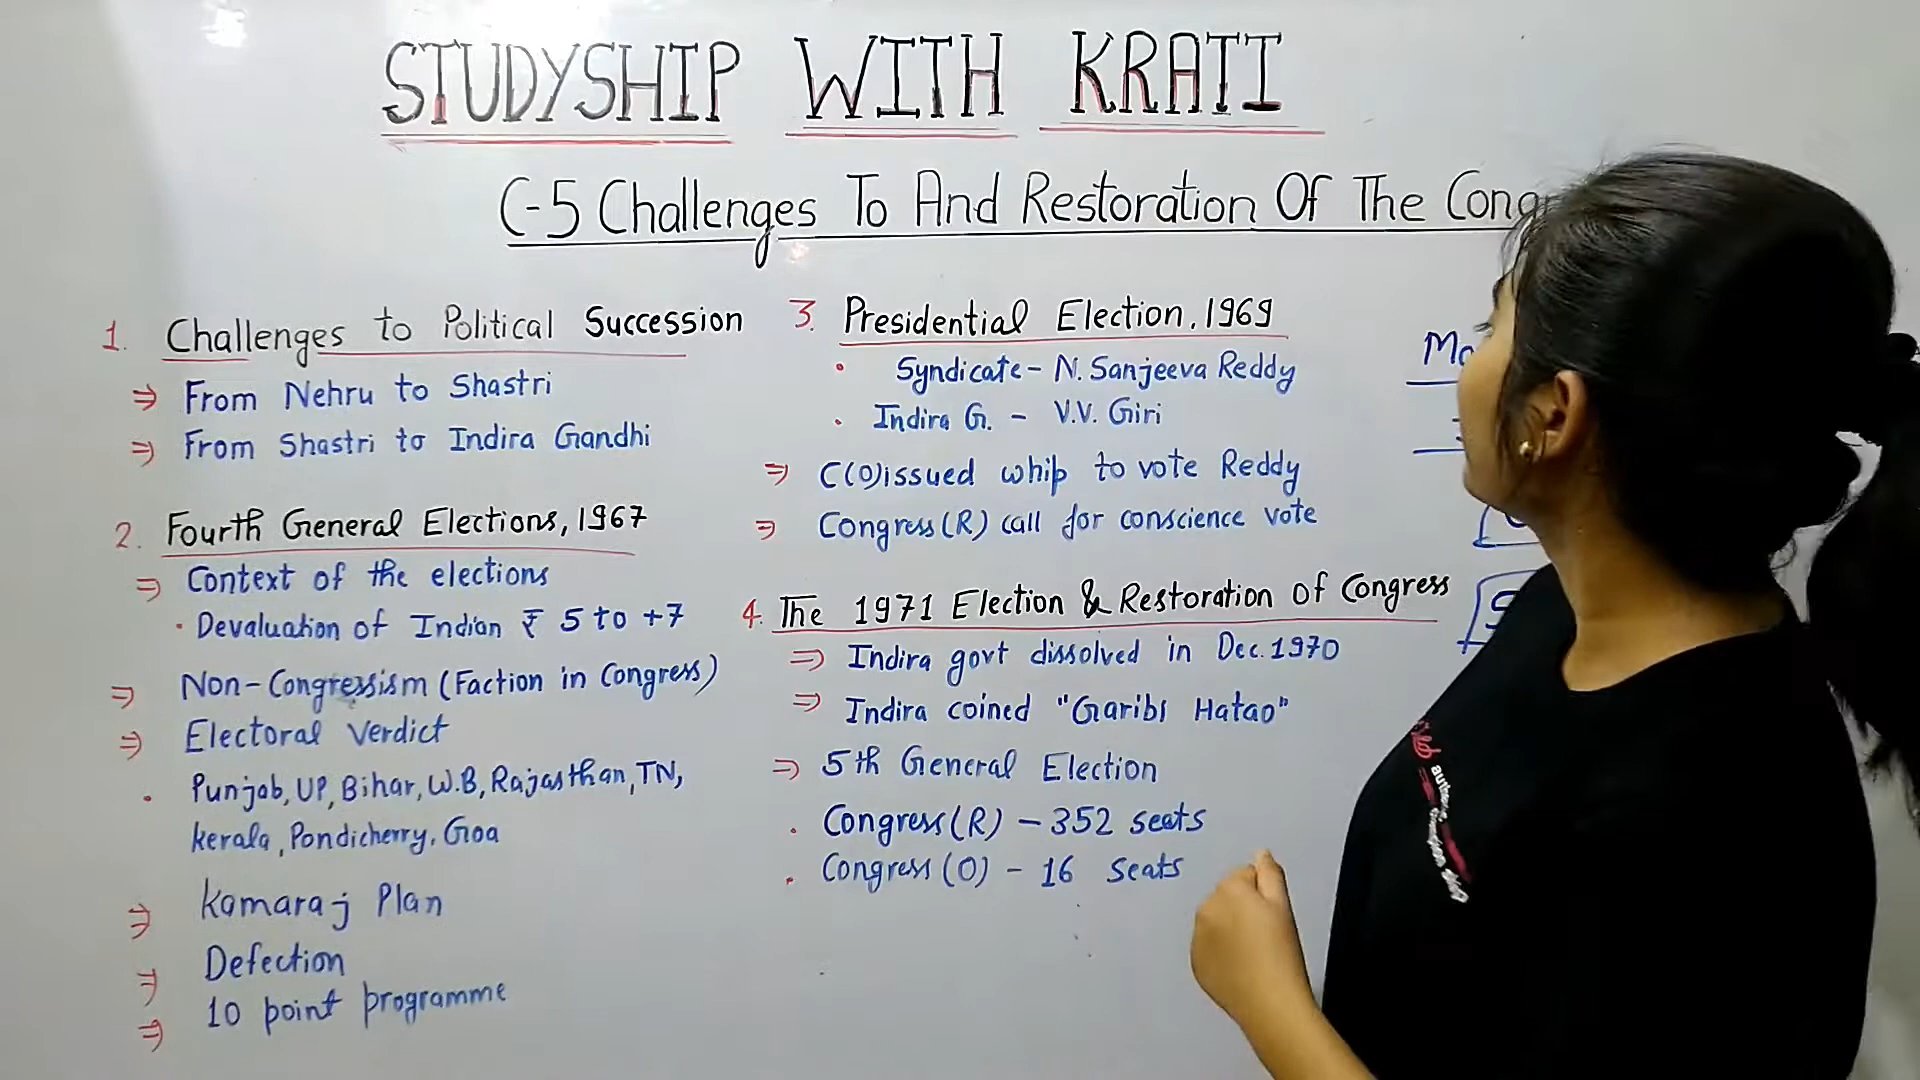 STUDYSHIP WITH KRATI
C-5 Challenges To And Restoration Of The Cong
1. Challenges to Political Succession
⇒ From Nehru to Shastri
⇒ From Shastri to Indira Gandhi
2. Fourth General Elections, 1967
⇒ Context of the elections
• Devaluation of Indian ₹ 5 to +7
⇒ Non-Congressism (Faction in Congress)
⇒ Electoral Verdict
• Punjab, UP, Bihar, W.B, Rajasthan, TN,
Kerala, Pondicherry, Goa
⇒ Kamaraj Plan
⇒ Defection
⇒ 10 point programme
3. Presidential Election, 1969
• Syndicate - N. Sanjeeva Reddy
• Indira G. - V.V. Giri
⇒ C(O) issued whip to vote Reddy
⇒ Congress (R) call for conscience vote
4. The 1971 Election & Restoration Of Congress
⇒ Indira govt dissolved in Dec. 1970
⇒ Indira coined "Garibi Hatao"
⇒ 5th General Election
• Congress (R) - 352 seats
• Congress (O) - 16 seats